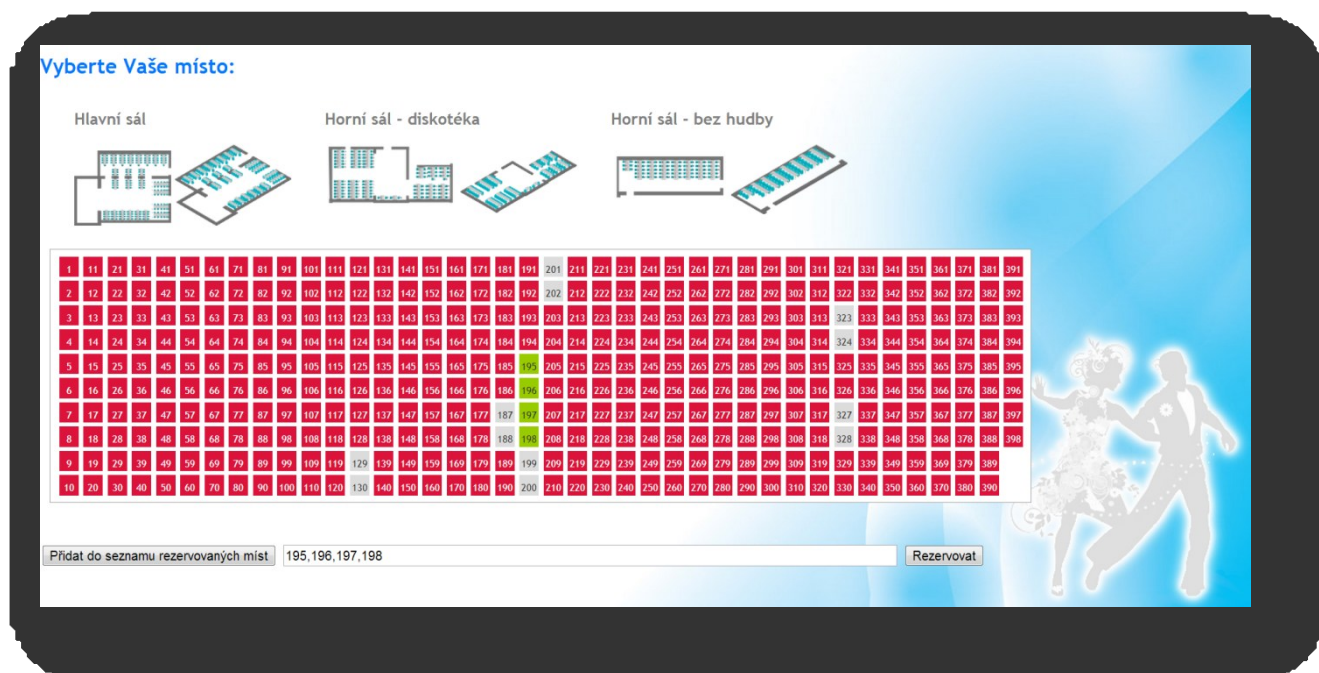 Vyberte Vaše místo:
Hlavní sál Horní sál - diskotéka Horní sál - bez hudby
1 11 21 31 41 51 61 71 81 91 101 111 121 131 141 151 161 171 181 191 201 211 221 231 241 251 261 271 281 291 301 311 321 331 341 351 361 371 381 391
2 12 22 32 42 52 62 72 82 92 102 112 122 132 142 152 162 172 182 192 202 212 222 232 242 252 262 272 282 292 302 312 322 332 342 352 362 372 382 392
3 13 23 33 43 53 63 73 83 93 103 113 123 133 143 153 163 173 183 193 203 213 223 233 243 253 263 273 283 293 303 313 323 333 343 353 363 373 383 393
4 14 24 34 44 54 64 74 84 94 104 114 124 134 144 154 164 174 184 194 204 214 224 234 244 254 264 274 284 294 304 314 324 334 344 354 364 374 384 394
5 15 25 35 45 55 65 75 85 95 105 115 125 135 145 155 165 175 185 195 205 215 225 235 245 255 265 275 285 295 305 315 325 335 345 355 365 375 385 395
6 16 26 36 46 56 66 76 86 96 106 116 126 136 146 156 166 176 186 196 206 216 226 236 246 256 266 276 286 296 306 316 326 336 346 356 366 376 386 396
7 17 27 37 47 57 67 77 87 97 107 117 127 137 147 157 167 177 187 197 207 217 227 237 247 257 267 277 287 297 307 317 327 337 347 357 367 377 387 397
8 18 28 38 48 58 68 78 88 98 108 118 128 138 148 158 168 178 188 198 208 218 228 238 248 258 268 278 288 298 308 318 328 338 348 358 368 378 388 398
9 19 29 39 49 59 69 79 89 99 109 119 129 139 149 159 169 179 189 199 209 219 229 239 249 259 269 279 289 299 309 319 329 339 349 359 369 379 389
10 20 30 40 50 60 70 80 90 100 110 120 130 140 150 160 170 180 190 200 210 220 230 240 250 260 270 280 290 300 310 320 330 340 350 360 370 380 390
Přidat do seznamu rezervovaných míst 195,196,197,198 Rezervovat